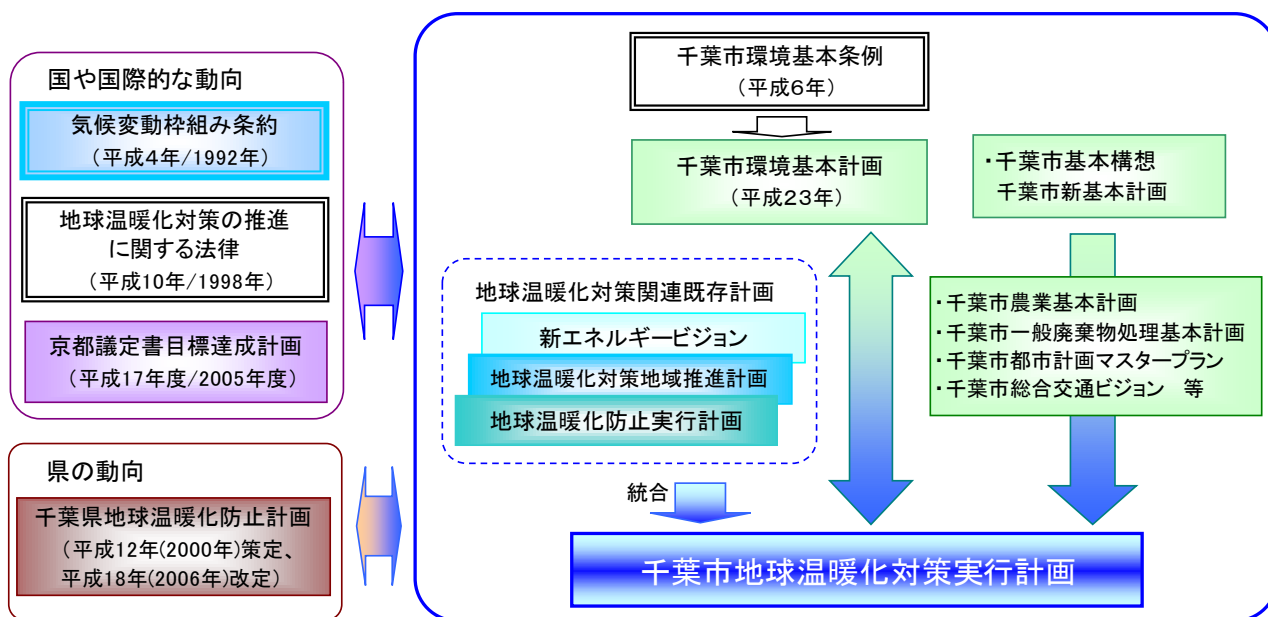 国や国際的な動向
気候変動枠組み条約
（平成4年/1992年）
地球温暖化対策の推進
に関する法律
（平成10年/1998年）
京都議定書目標達成計画
（平成17年度/2005年度）
県の動向
千葉県地球温暖化防止計画
（平成12年(2000年)策定、
平成18年(2006年)改定）
千葉市環境基本条例
（平成6年）
千葉市環境基本計画
（平成23年）
・千葉市基本構想
千葉市新基本計画
地球温暖化対策関連既存計画
新エネルギービジョン
地球温暖化対策地域推進計画
地球温暖化防止実行計画
・千葉市農業基本計画
・千葉市一般廃棄物処理基本計画
・千葉市都市計画マスタープラン
・千葉市総合交通ビジョン　等
統合
千葉市地球温暖化対策実行計画